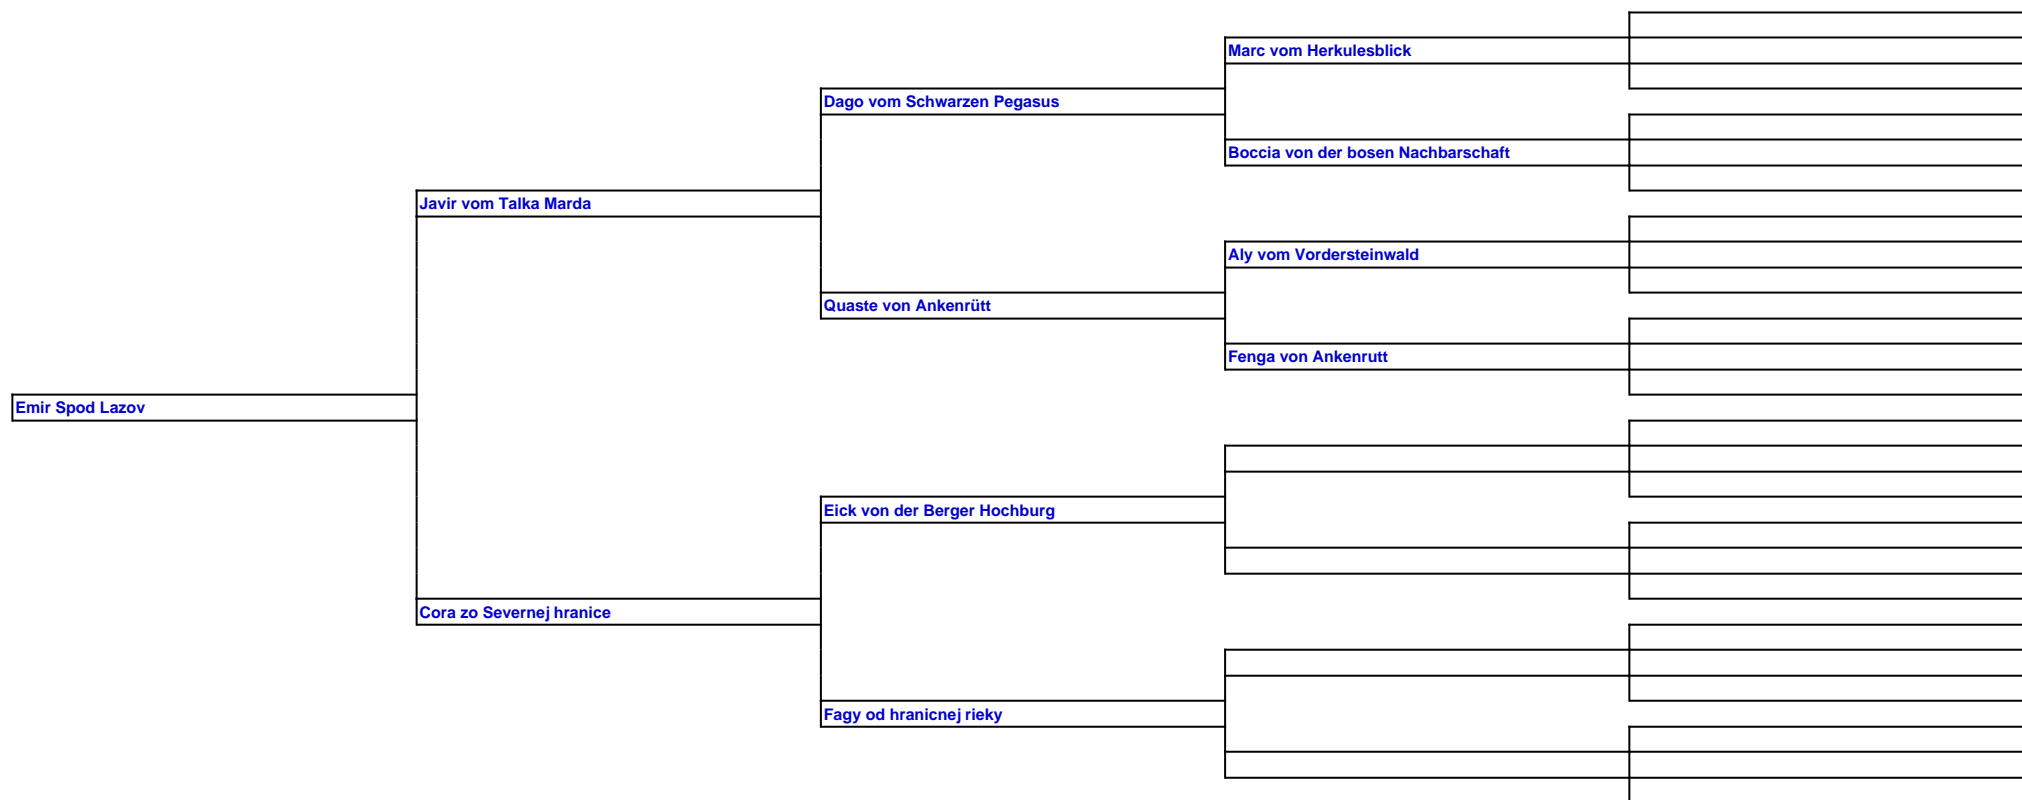 Marc vom Herkulesblick
Dago vom Schwarzen Pegasus
Boccia von der bosen Nachbarschaft
Javir vom Talka Marda
Aly vom Vordersteinwald
Quaste von Ankenrütt
Fenga von Ankenrutt
Emir Spod Lazov
Eick von der Berger Hochburg
Cora zo Severnej hranice
Fagy od hranicnej rieky